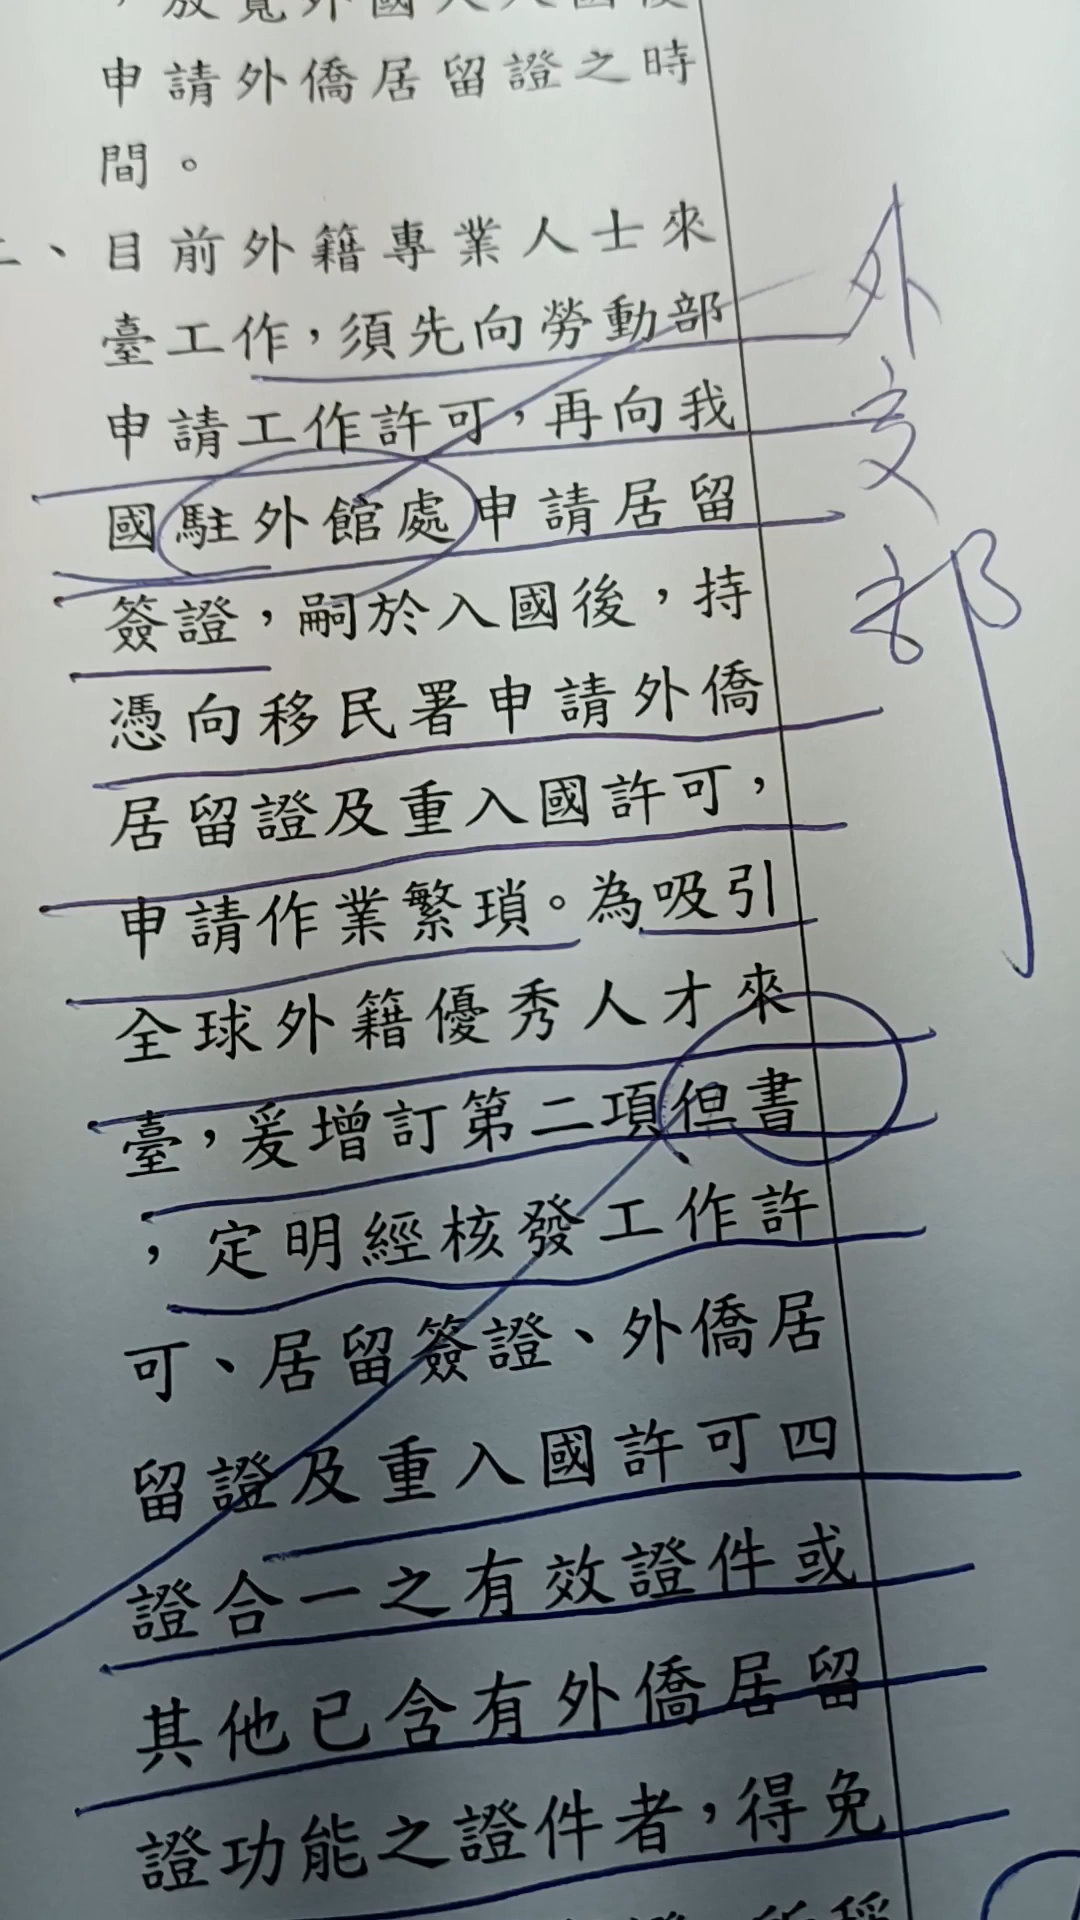 ，放寬外國人入國後
申請外僑居留證之時
間。
二、目前外籍專業人士來
臺工作，須先向勞動部
申請工作許可，再向我
國駐外館處申請居留
簽證，嗣於入國後，持
憑向移民署申請外僑
居留證及重入國許可，
申請作業繁瑣。為吸引
全球外籍優秀人才來
臺，爰增訂第二項但書
，定明經核發工作許
可、居留簽證、外僑居
留證及重入國許可四
證合一之有效證件或
其他已含有外僑居留
證功能之證件者，得免
外
交
部